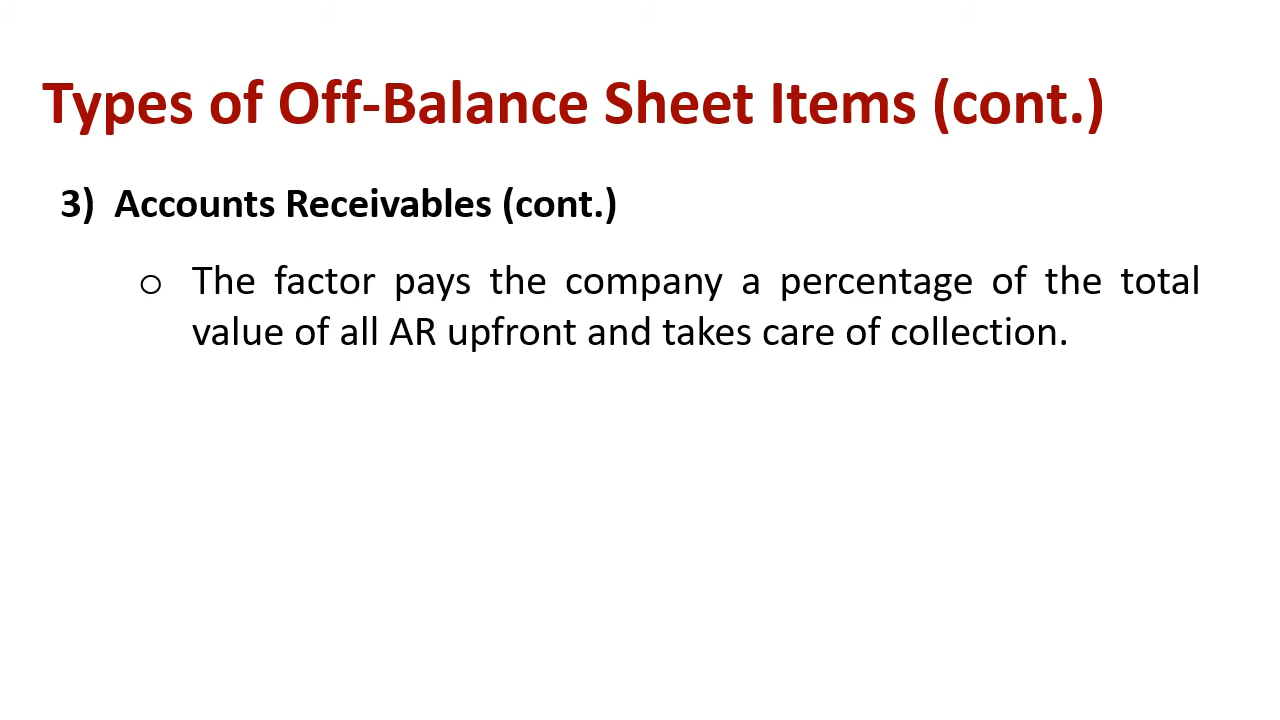 Types of Off-Balance Sheet Items (cont.)
3) Accounts Receivables (cont.)
o The factor pays the company a percentage of the total
value of all AR upfront and takes care of collection.